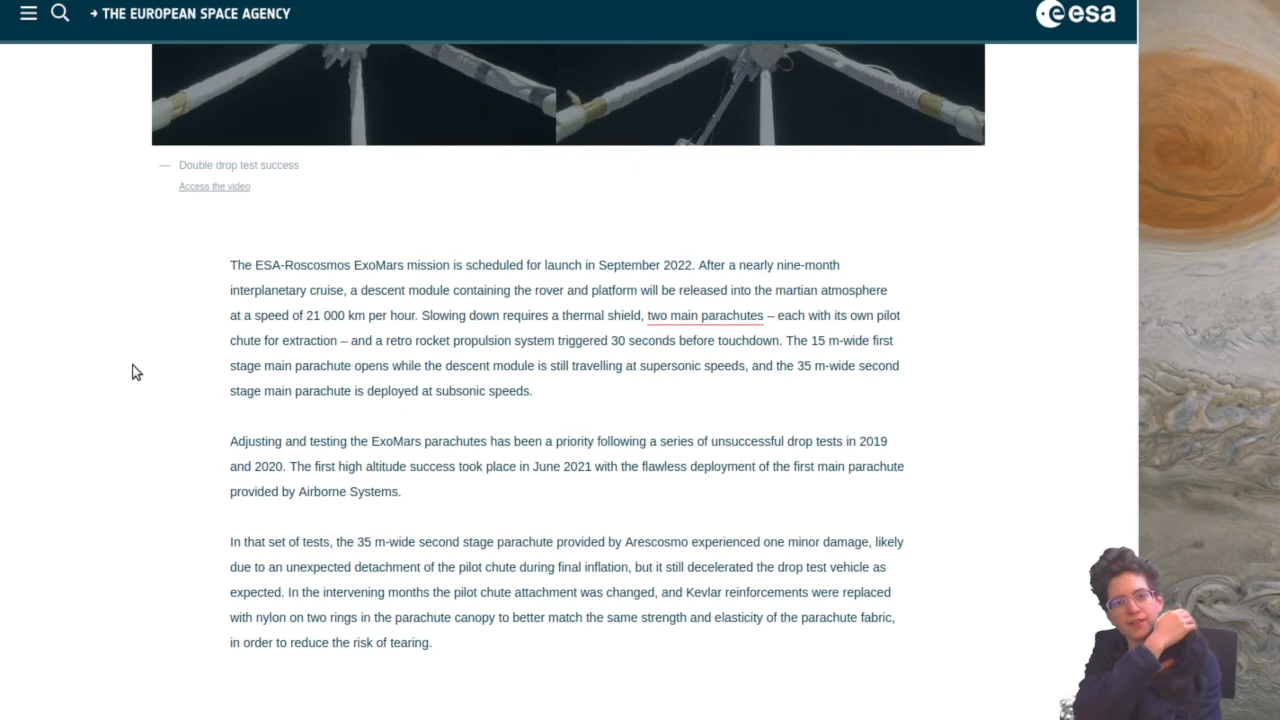 → THE EUROPEAN SPACE AGENCY
esa
— Double drop test success
Access the video
The ESA-Roscosmos ExoMars mission is scheduled for launch in September 2022. After a nearly nine-month
interplanetary cruise, a descent module containing the rover and platform will be released into the martian atmosphere
at a speed of 21 000 km per hour. Slowing down requires a thermal shield, two main parachutes – each with its own pilot
chute for extraction – and a retro rocket propulsion system triggered 30 seconds before touchdown. The 15 m-wide first
stage main parachute opens while the descent module is still travelling at supersonic speeds, and the 35 m-wide second
stage main parachute is deployed at subsonic speeds.
Adjusting and testing the ExoMars parachutes has been a priority following a series of unsuccessful drop tests in 2019
and 2020. The first high altitude success took place in June 2021 with the flawless deployment of the first main parachute
provided by Airborne Systems.
In that set of tests, the 35 m-wide second stage parachute provided by Arescosmo experienced one minor damage, likely
due to an unexpected detachment of the pilot chute during final inflation, but it still decelerated the drop test vehicle as
expected. In the intervening months the pilot chute attachment was changed, and Kevlar reinforcements were replaced
with nylon on two rings in the parachute canopy to better match the same strength and elasticity of the parachute fabric,
in order to reduce the risk of tearing.